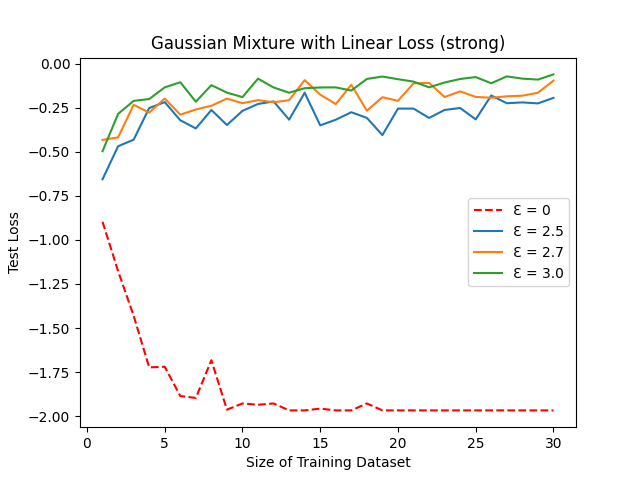 Gaussian Mixture with Linear Loss (strong)
Test Loss
0.00
−0.25
−0.50
−0.75
−1.00
−1.25
−1.50
−1.75
−2.00
Ɛ = 0
Ɛ = 2.5
Ɛ = 2.7
Ɛ = 3.0
0
5
10
15
20
25
30
Size of Training Dataset